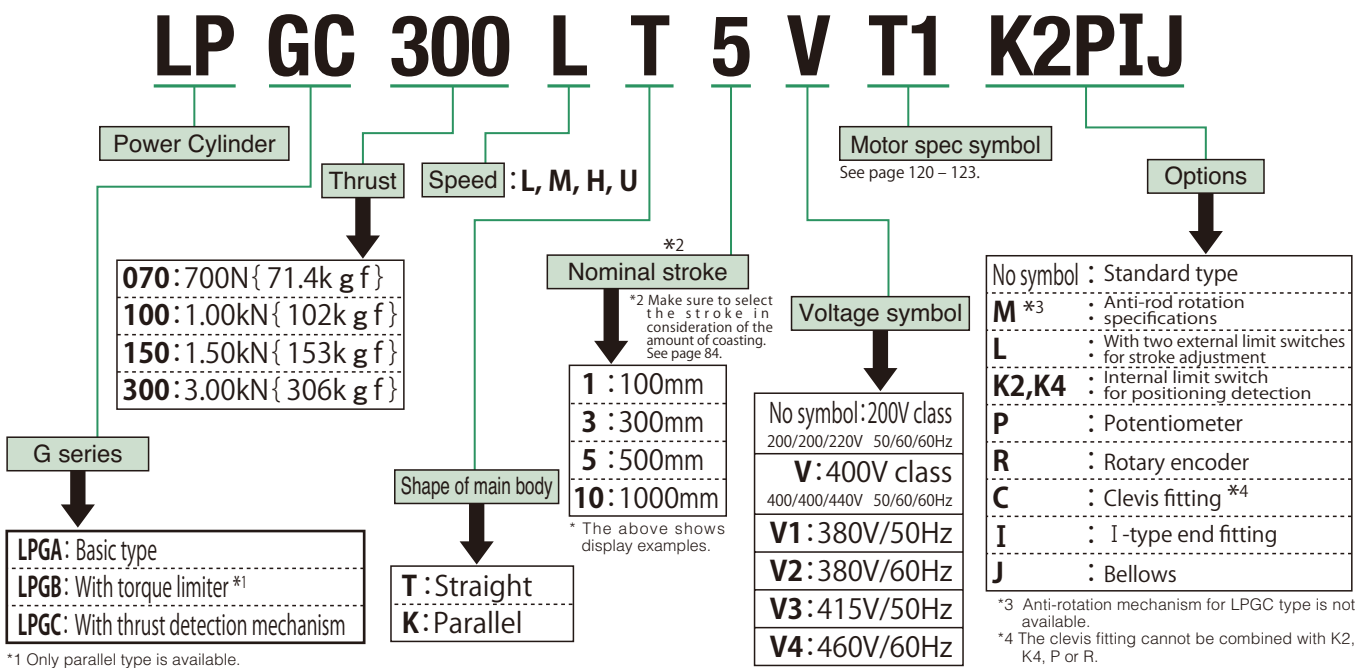 LP GC 300 L T 5 V T1 K2PIJ
Power Cylinder
Thrust
Speed : L, M, H, U
Motor spec symbol
See page 120 – 123.
Options
070:700N{71.4kgf}
100:1.00kN{102kgf}
150:1.50kN{153kgf}
300:3.00kN{306kgf}
*2
Nominal stroke
*2 Make sure to select
the stroke in
consideration of the
amount of coasting.
See page 84.
1 :100mm
3 :300mm
5 :500mm
10:1000mm
* The above shows
display examples.
Voltage symbol
No symbol:200V class
200/200/220V 50/60/60Hz
V:400V class
400/400/440V 50/60/60Hz
V1:380V/50Hz
V2:380V/60Hz
V3:415V/50Hz
V4:460V/60Hz
No symbol : Standard type
M *3 : Anti-rod rotation
specifications
L : With two external limit switches
for stroke adjustment
K2,K4 : Internal limit switch
for positioning detection
P : Potentiometer
R : Rotary encoder
C : Clevis fitting *4
I : I-type end fitting
J : Bellows
*3 Anti-rotation mechanism for LPGC type is not
available.
*4 The clevis fitting cannot be combined with K2,
K4, P or R.
G series
LPGA: Basic type
LPGB: With torque limiter *1
LPGC: With thrust detection mechanism
*1 Only parallel type is available.
Shape of main body
T:Straight
K:Parallel